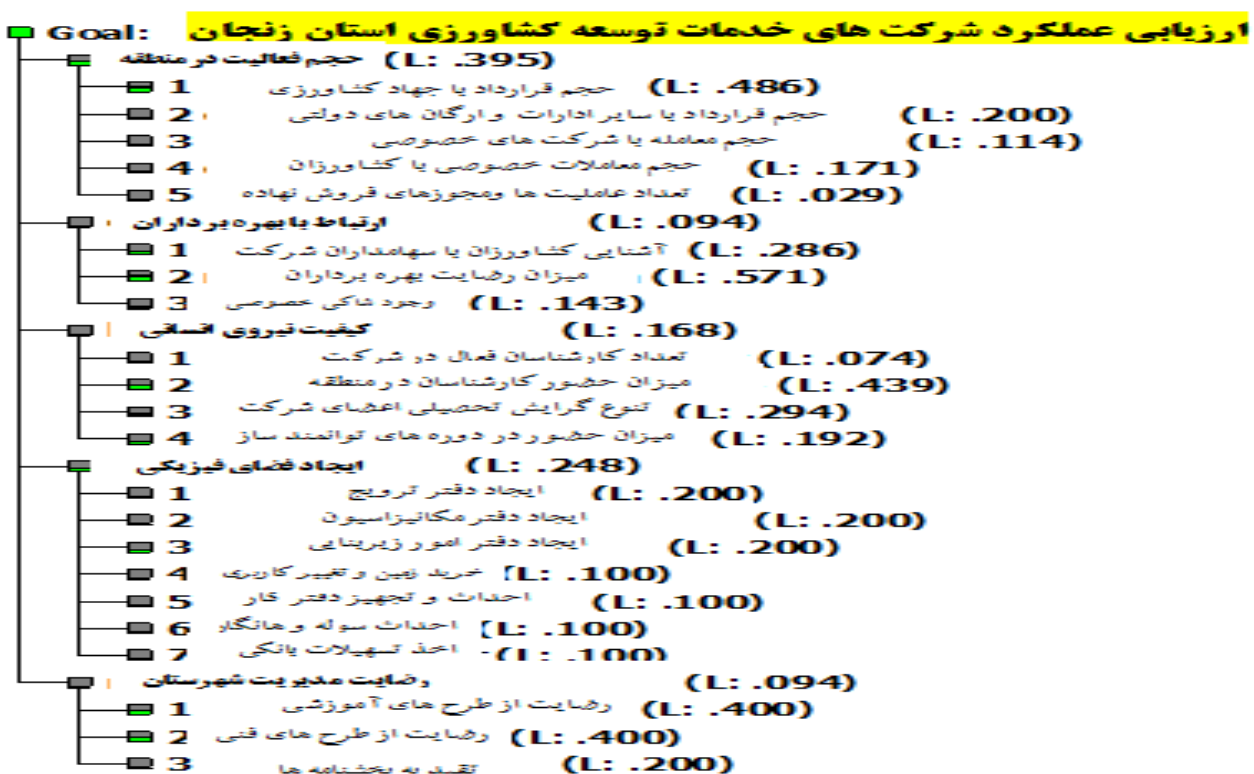 Goal: ارزیابی عملکرد شرکت های خدمات توسعه کشاورزی استان زنجان
حجم فعالیت در منطقه (L: .395)
1 حجم قرارداد با جهاد کشاورزی (L: .486)
2 حجم قرارداد با سایر ادارات و ارگان های دولتی (L: .200)
3 حجم معامله با شرکت های خصوصی (L: .114)
4 حجم معاملات خصوصی با کشاورزان (L: .171)
5 تعداد عاملیت ها ومجوزهای فروش نهاده (L: .029)
ارتباط با بهره برداران (L: .094)
1 آشنایی کشاورزان با سهامداران شرکت (L: .286)
2 میزان رضایت بهره برداران (L: .571)
3 وجود شاکی خصوصی (L: .143)
کیفیت نیروی انسانی (L: .168)
1 تعداد کارشناسان فعال در شرکت (L: .074)
2 میزان حضور کارشناسان در منطقه (L: .439)
3 تنوع گرایش تحصیلی اعضای شرکت (L: .294)
4 میزان حضور در دوره های توانمند ساز (L: .192)
ایجاد فضای فیزیکی (L: .248)
1 ایجاد دفتر ترویج (L: .200)
2 ایجاد دفتر مکانیزاسیون (L: .200)
3 ایجاد دفتر امور زیربنایی (L: .200)
4 خرید زمین و تغییر کاربری (L: .100)
5 احداث و تجهیز دفتر کار (L: .100)
6 احداث سوله و هانگار (L: .100)
7 اخذ تسهیلات بانکی (L: .100)
رضایت مدیریت شهرستان (L: .094)
1 رضایت از طرح های آموزشی (L: .400)
2 رضایت از طرح های فنی (L: .400)
3 تقید به بخشنامه ها (L: .200)